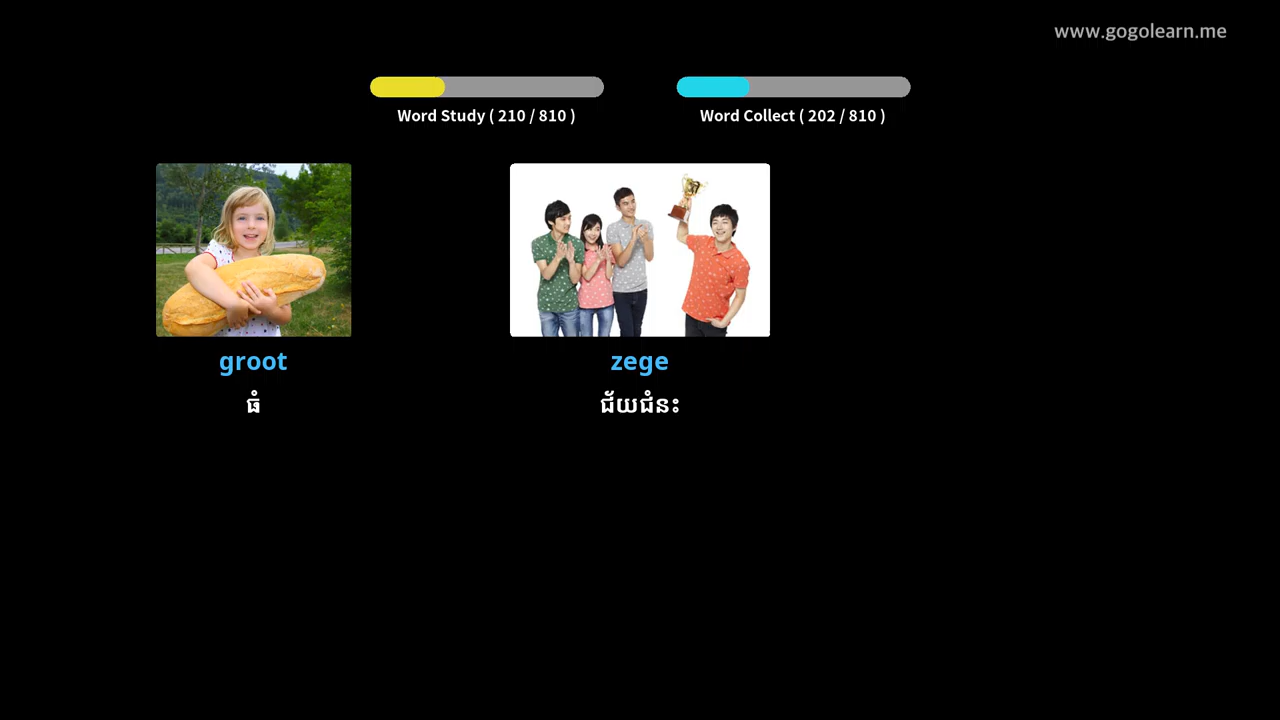 www.gogolearn.me
Word Study ( 210 / 810 )
Word Collect ( 202 / 810 )
groot
zege
ធំ
ជ័យជំនះ